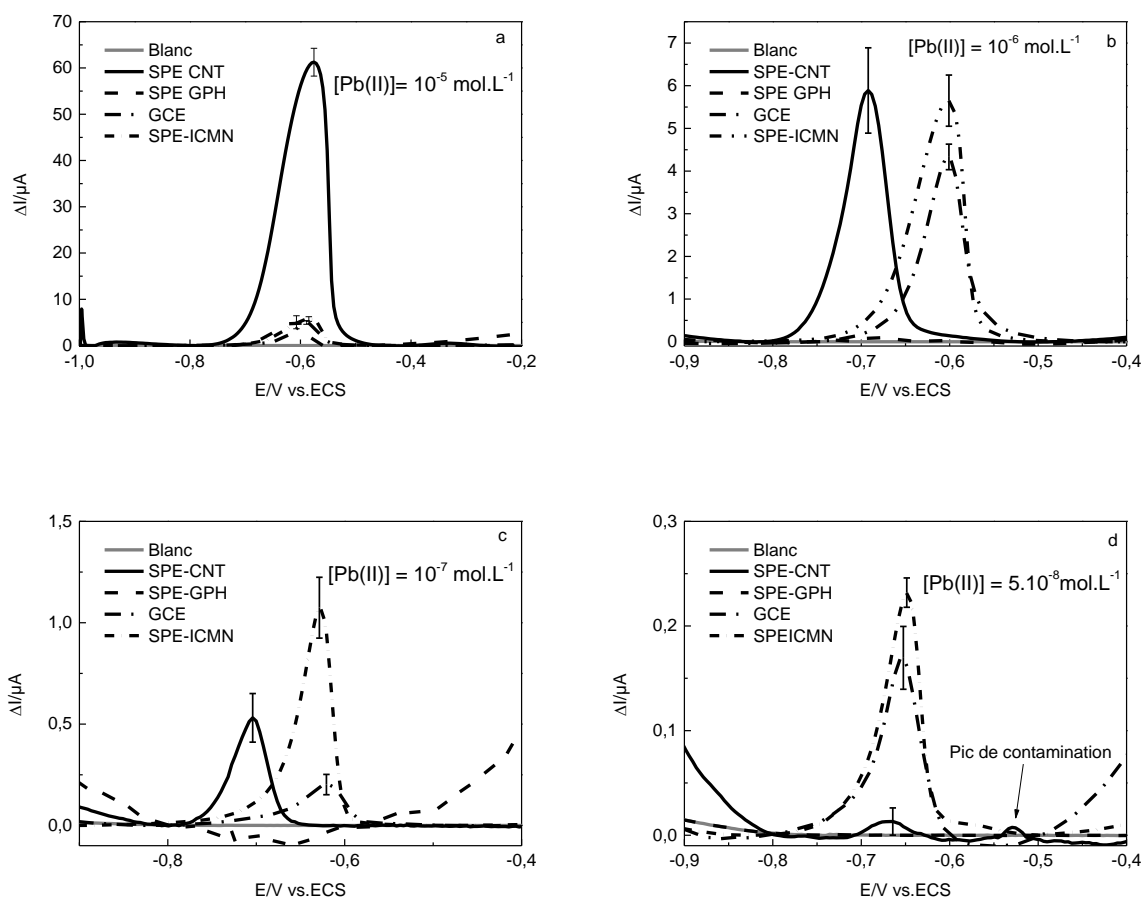 a
Blanc
SPE CNT
SPE GPH
GCE
SPE-ICMN
[Pb(II)]= 10⁻⁵ mol.L⁻¹
70
60
50
40
30
20
10
0
-1,0
-0,8
-0,6
-0,4
-0,2
ΔI/µA
E/V vs.ECS
b
Blanc
SPE-CNT
SPE GPH
GCE
SPE-ICMN
[Pb(II)] = 10⁻⁶ mol.L⁻¹
7
6
5
4
3
2
1
0
-0,9
-0,8
-0,7
-0,6
-0,5
-0,4
ΔI/µA
E/V vs.ECS
c
Blanc
SPE-CNT
SPE-GPH
GCE
SPE-ICMN
[Pb(II)] = 10⁻⁷ mol.L⁻¹
1,5
1,0
0,5
0,0
-0,8
-0,6
-0,4
ΔI/µA
E/V vs.ECS
d
Blanc
SPE-CNT
SPE-GPH
GCE
SPEICMN
[Pb(II)] = 5.10⁻⁸mol.L⁻¹
Pic de contamination
0,3
0,2
0,1
0,0
-0,9
-0,8
-0,7
-0,6
-0,5
-0,4
ΔI/µA
E/V vs.ECS